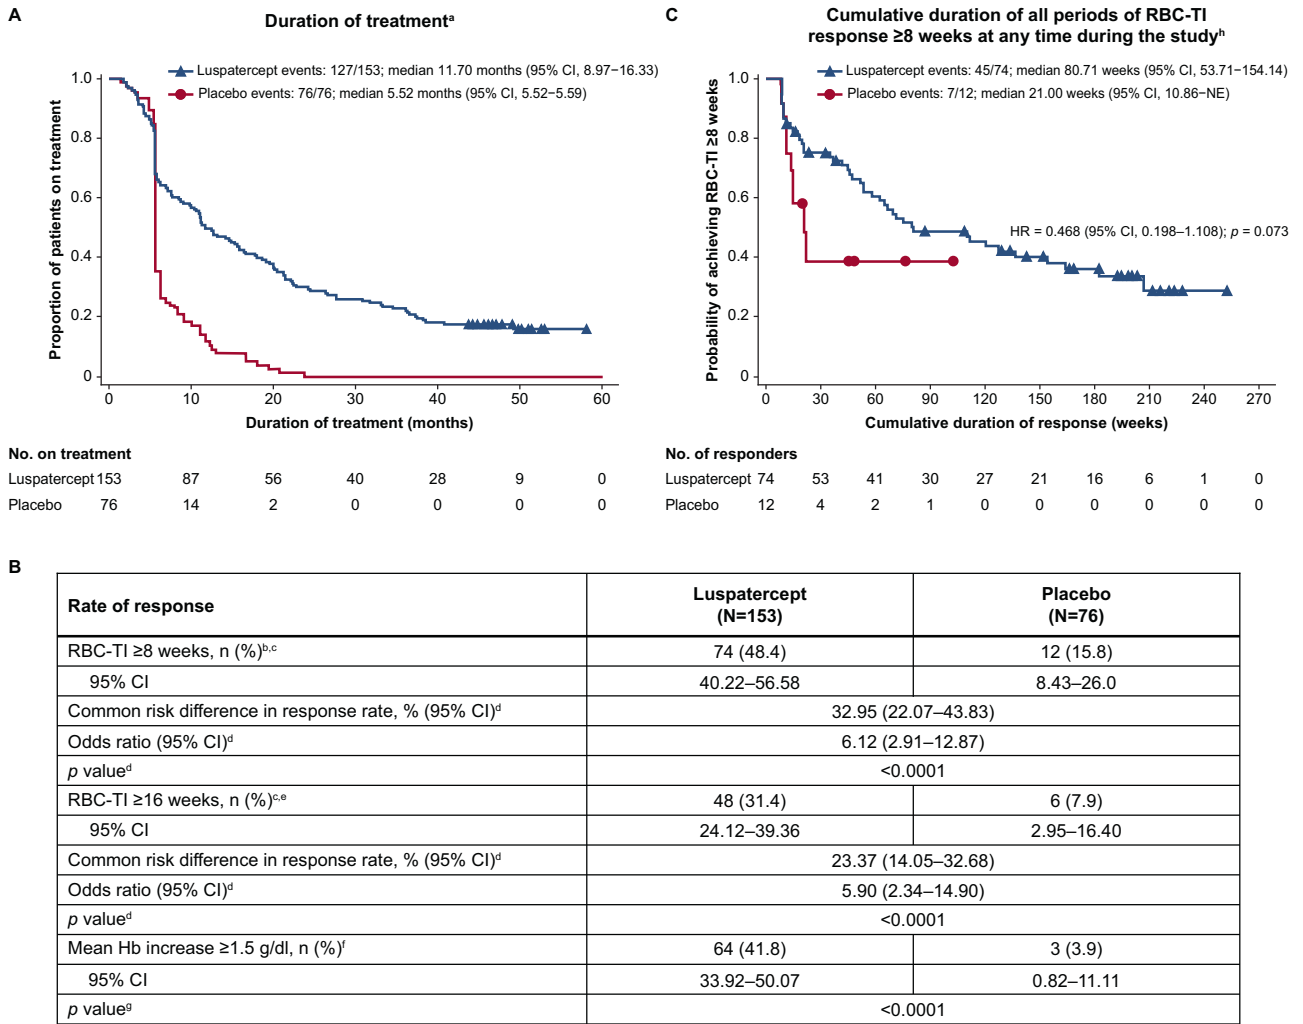 A
Duration of treatmentᵃ
Luspatercept events: 127/153; median 11.70 months (95% CI, 8.97−16.33)
Placebo events: 76/76; median 5.52 months (95% CI, 5.52−5.59)
Proportion of patients on treatment
1.0
0.8
0.6
0.4
0.2
0
0 10 20 30 40 50 60
Duration of treatment (months)
No. on treatment
Luspatercept 153 87 56 40 28 9 0
Placebo 76 14 2 0 0 0 0
C
Cumulative duration of all periods of RBC-TI
response ≥8 weeks at any time during the studyʰ
Luspatercept events: 45/74; median 80.71 weeks (95% CI, 53.71−154.14)
Placebo events: 7/12; median 21.00 weeks (95% CI, 10.86−NE)
Probability of achieving RBC-TI ≥8 weeks
1.0
0.8
0.6
0.4
0.2
0
HR = 0.468 (95% CI, 0.198–1.108); p = 0.073
0 30 60 90 120 150 180 210 240 270
Cumulative duration of response (weeks)
No. of responders
Luspatercept 74 53 41 30 27 21 16 6 1 0
Placebo 12 4 2 1 0 0 0 0 0 0
B
Rate of response Luspatercept (N=153) Placebo (N=76)
RBC-TI ≥8 weeks, n (%)ᵇ,ᶜ 74 (48.4) 12 (15.8)
95% CI 40.22–56.58 8.43–26.0
Common risk difference in response rate, % (95% CI)ᵈ 32.95 (22.07–43.83)
Odds ratio (95% CI)ᵈ 6.12 (2.91–12.87)
p valueᵈ <0.0001
RBC-TI ≥16 weeks, n (%)ᶜ,ᵉ 48 (31.4) 6 (7.9)
95% CI 24.12–39.36 2.95–16.40
Common risk difference in response rate, % (95% CI)ᵈ 23.37 (14.05–32.68)
Odds ratio (95% CI)ᵈ 5.90 (2.34–14.90)
p valueᵈ <0.0001
Mean Hb increase ≥1.5 g/dl, n (%)ᶠ 64 (41.8) 3 (3.9)
95% CI 33.92–50.07 0.82–11.11
p valueᵍ <0.0001